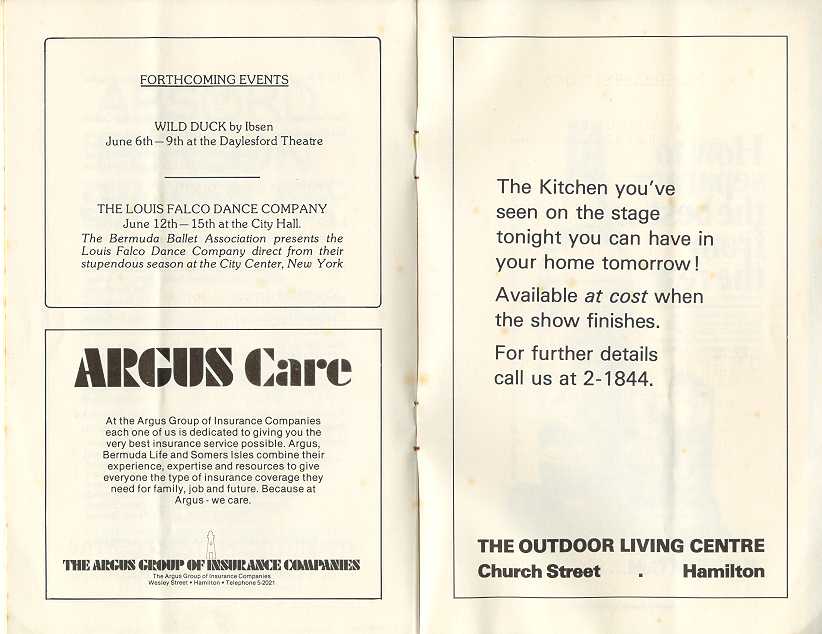 FORTHCOMING EVENTS
WILD DUCK by Ibsen
June 6th—9th at the Daylesford Theatre
THE LOUIS FALCO DANCE COMPANY
June 12th—15th at the City Hall.
The Bermuda Ballet Association presents the
Louis Falco Dance Company direct from their
stupendous season at the City Center, New York
ARGUS Care
At the Argus Group of Insurance Companies
each one of us is dedicated to giving you the
very best insurance service possible. Argus,
Bermuda Life and Somers Isles combine their
experience, expertise and resources to give
everyone the type of insurance coverage they
need for family, job and future. Because at
Argus - we care.
THE ARGUS GROUP OF INSURANCE COMPANIES
The Argus Group of Insurance Companies
Wesley Street • Hamilton • Telephone 5-2021
The Kitchen you've
seen on the stage
tonight you can have in
your home tomorrow!
Available at cost when
the show finishes.
For further details
call us at 2-1844.
THE OUTDOOR LIVING CENTRE
Church Street . Hamilton